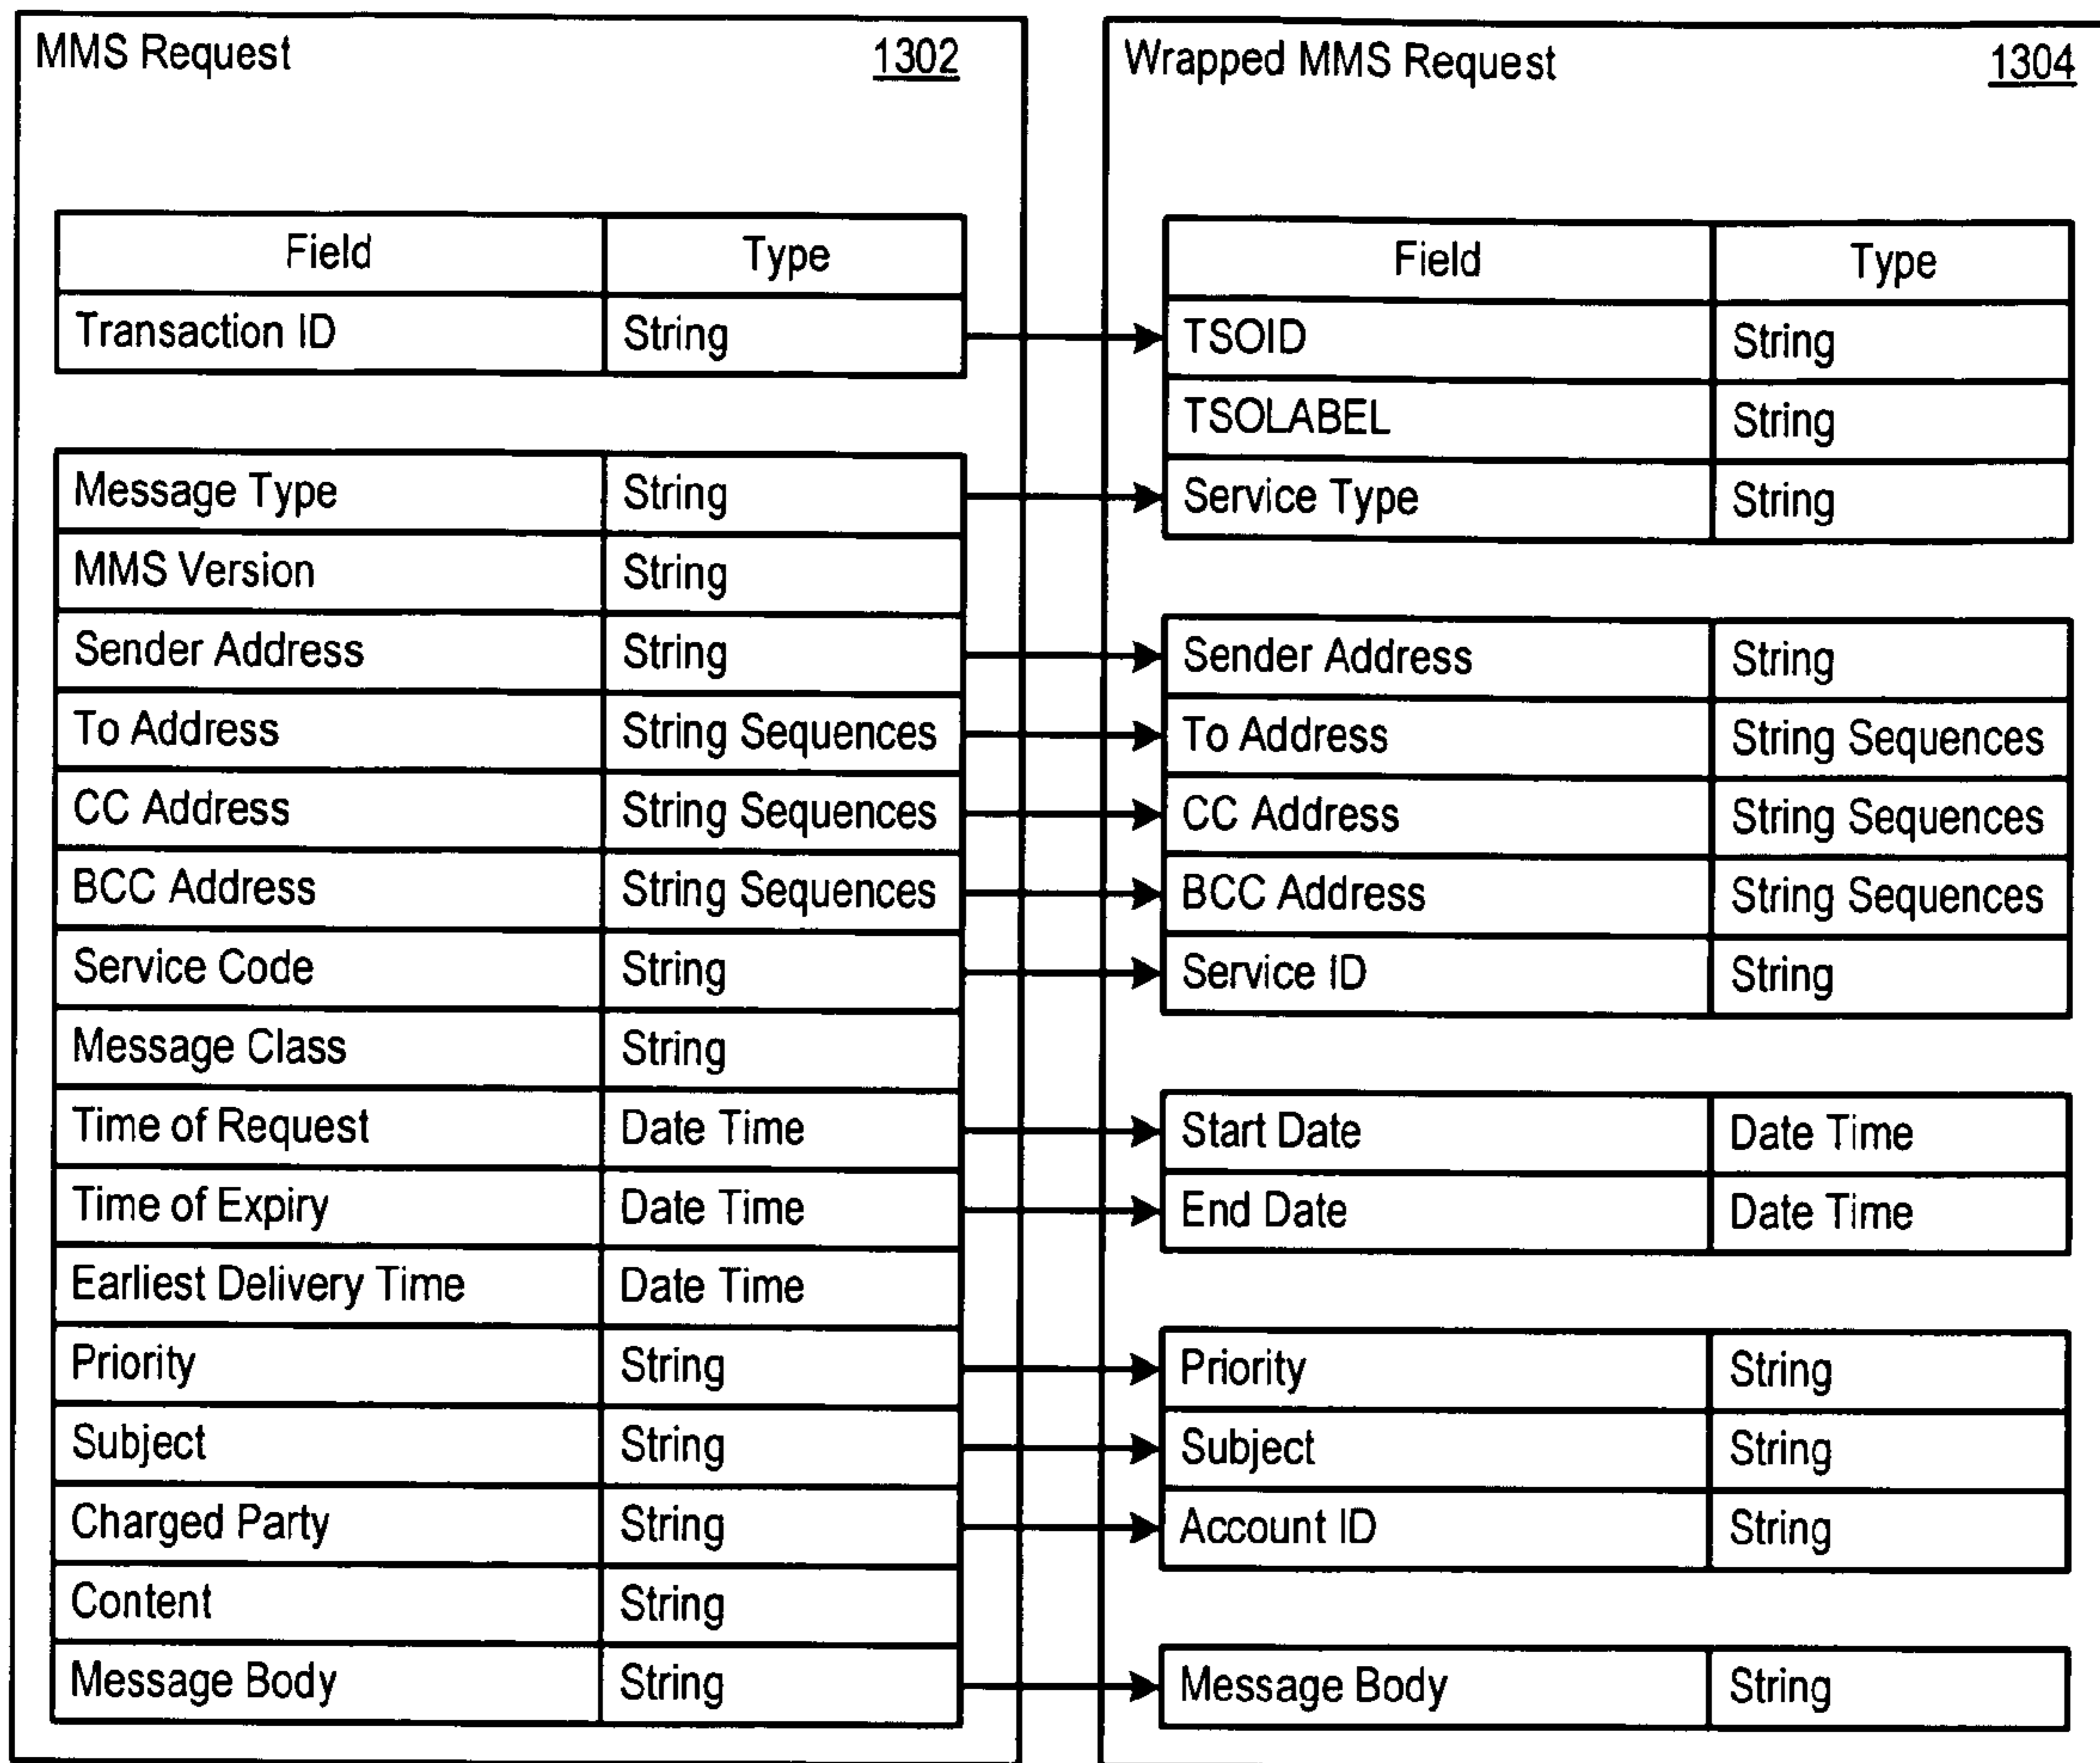 MMS Request 1302
Field Type
Transaction ID String
Message Type String
MMS Version String
Sender Address String
To Address String Sequences
CC Address String Sequences
BCC Address String Sequences
Service Code String
Message Class String
Time of Request Date Time
Time of Expiry Date Time
Earliest Delivery Time Date Time
Priority String
Subject String
Charged Party String
Content String
Message Body String
Wrapped MMS Request 1304
Field Type
TSOID String
TSOLABEL String
Service Type String
Sender Address String
To Address String Sequences
CC Address String Sequences
BCC Address String Sequences
Service ID String
Start Date Date Time
End Date Date Time
Priority String
Subject String
Account ID String
Message Body String